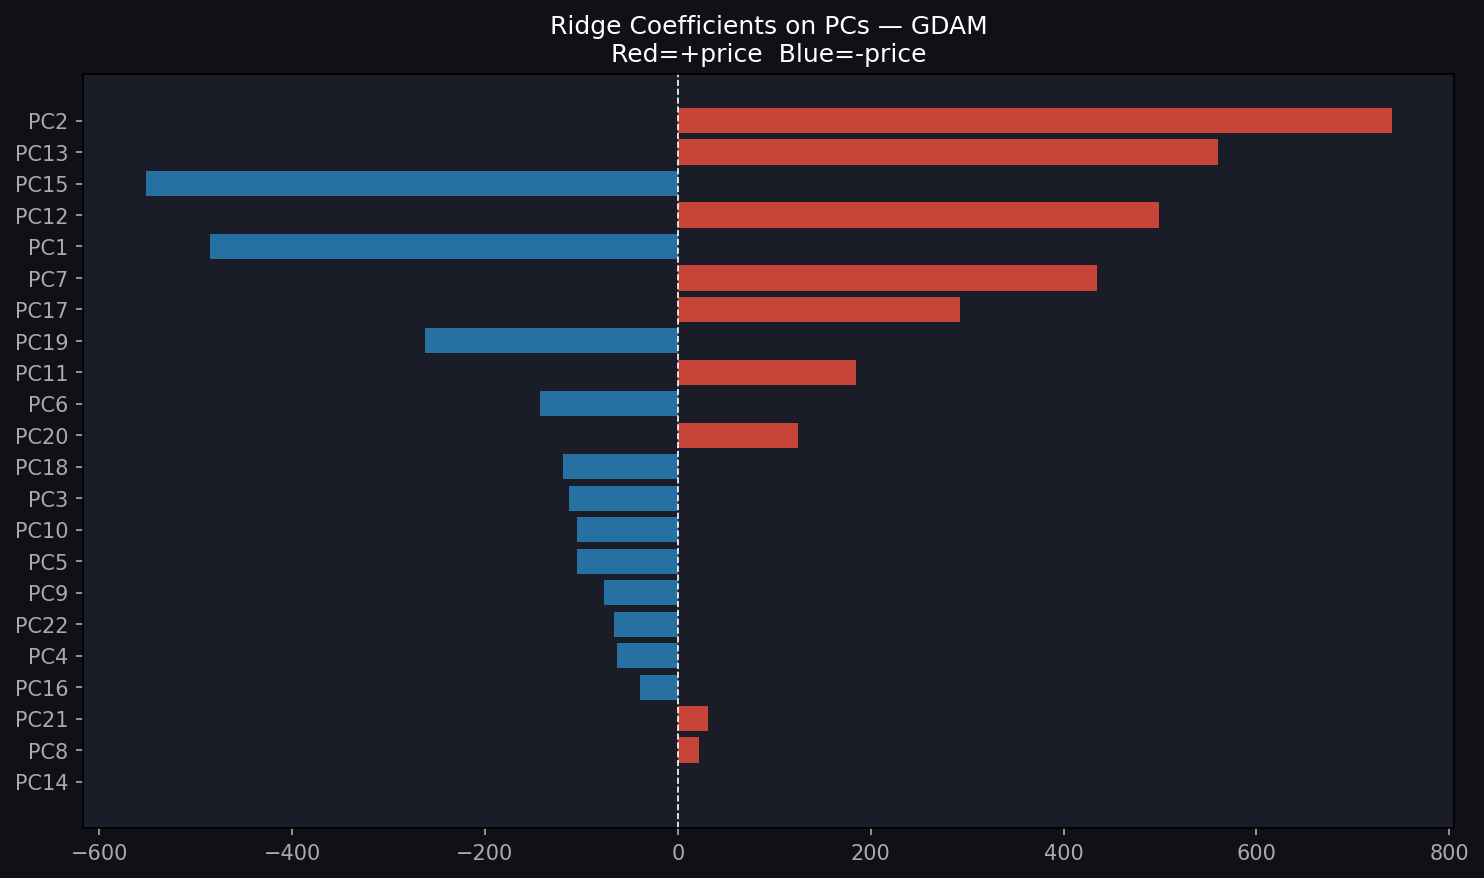 Ridge Coefficients on PCs — GDAM
Red=+price  Blue=-price
PC2
PC13
PC15
PC12
PC1
PC7
PC17
PC19
PC11
PC6
PC20
PC18
PC3
PC10
PC5
PC9
PC22
PC4
PC16
PC21
PC8
PC14
−600 −400 −200 0 200 400 600 800